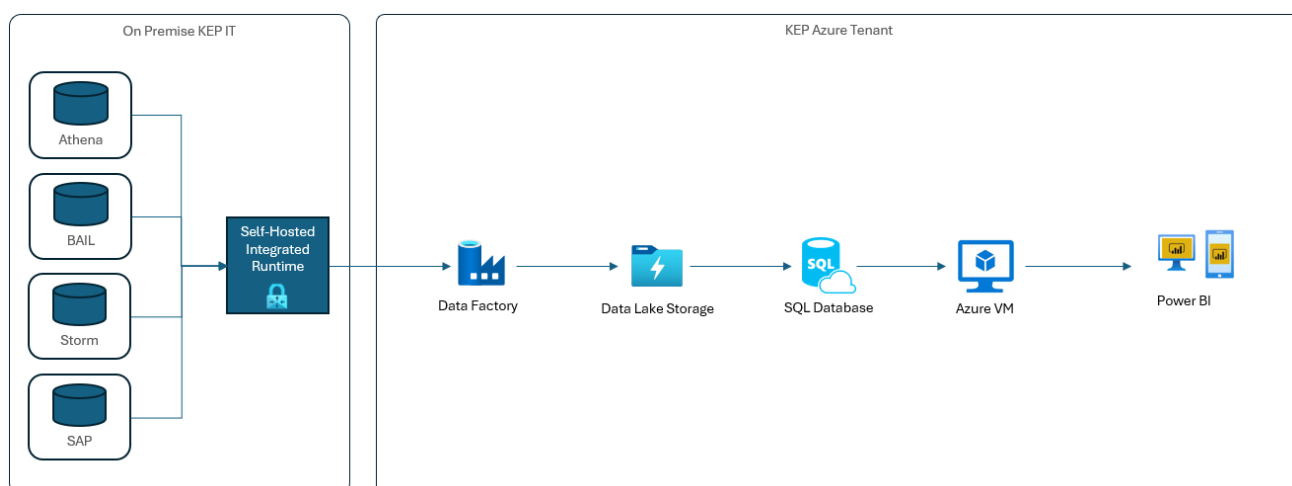 On Premise KEP IT
Athena
BAIL
Storm
SAP
Self-Hosted
Integrated
Runtime
KEP Azure Tenant
Data Factory
Data Lake Storage
SQL
SQL Database
Azure VM
Power BI